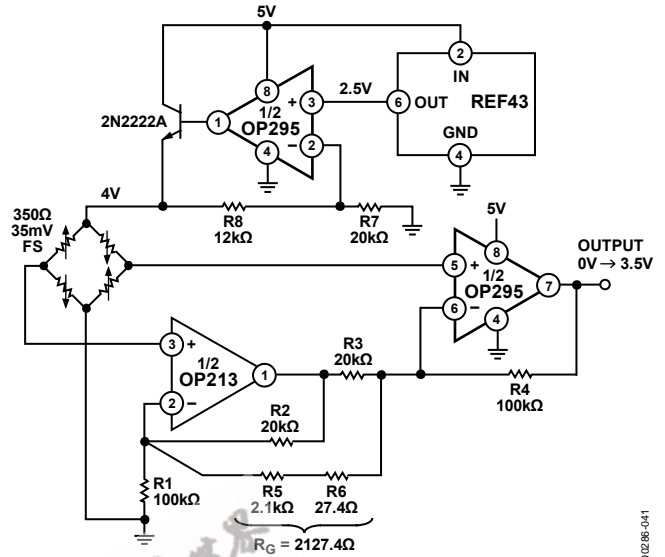 5V
2
IN
8
1/2
OP295
+
3
2.5V
6
OUT
REF43
2N2222A
1
4
−
2
GND
4
4V
R8
12kΩ
R7
20kΩ
350Ω
35mV
FS
5V
8
5
+
1/2
OP295
7
6
−
4
OUTPUT
0V → 3.5V
3
+
1/2
OP213
1
2
−
R3
20kΩ
R4
100kΩ
R2
20kΩ
R1
100kΩ
R5
2.1kΩ
R6
27.4Ω
RG = 2127.4Ω
00286-041